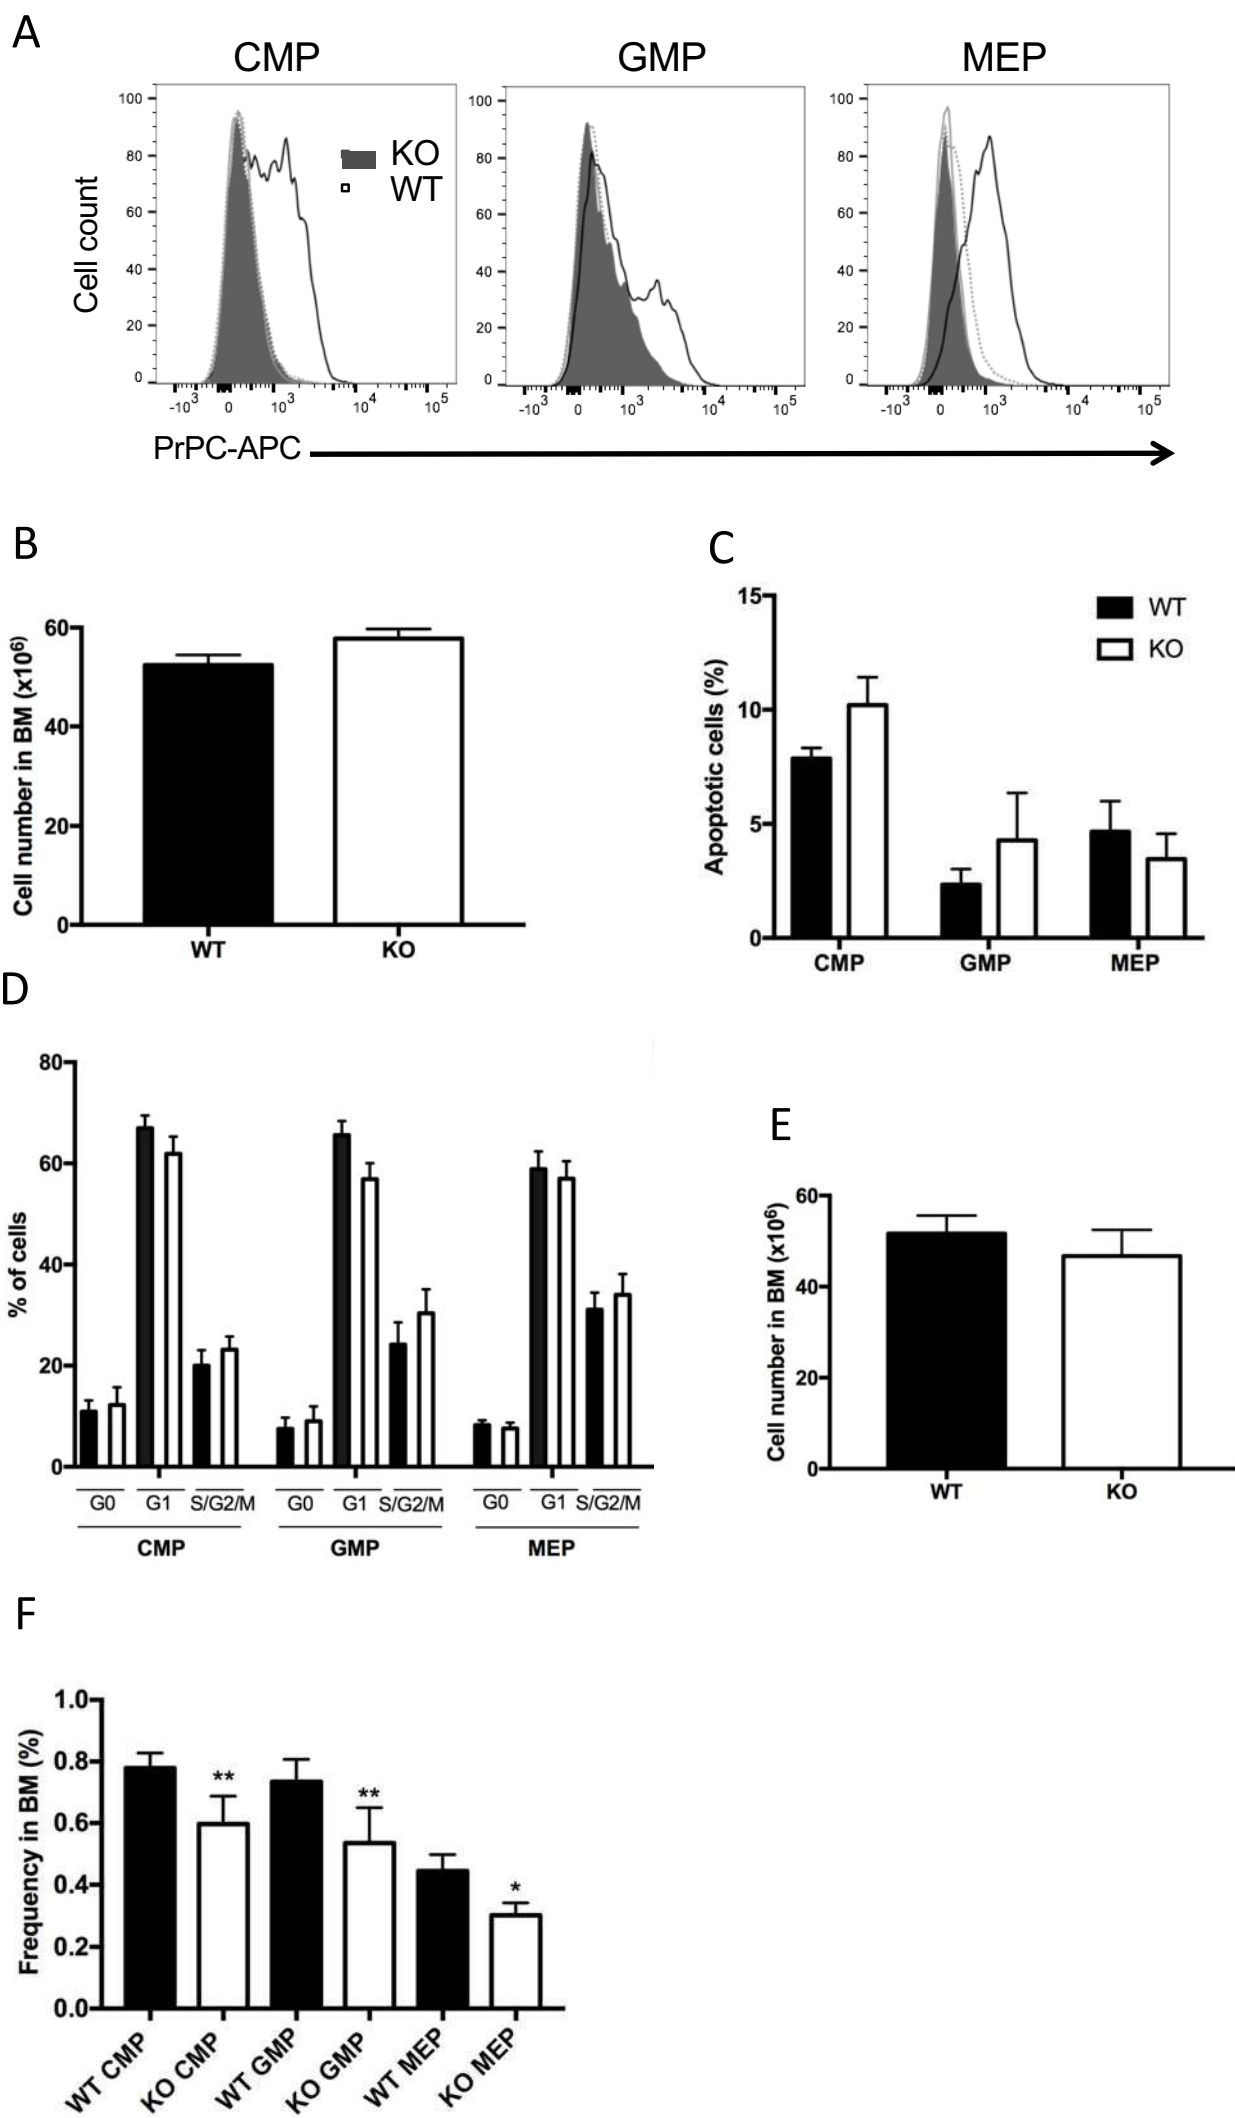 A
CMP GMP MEP
100 80 60 40 20 0
KO
WT
100 80 60 40 20 0
100 80 60 40 20 0
Cell count
-10³ 0 10³ 10⁴ 10⁵
-10³ 0 10³ 10⁴ 10⁵
-10³ 0 10³ 10⁴ 10⁵
PrPC-APC
B
Cell number in BM (x10⁶)
60
40
20
0
WT KO
C
Apoptotic cells (%)
15
10
5
0
WT
KO
CMP GMP MEP
D
% of cells
80
60
40
20
0
G0 G1 S/G2/M G0 G1 S/G2/M G0 G1 S/G2/M
CMP GMP MEP
E
Cell number in BM (x10⁶)
60
40
20
0
WT KO
F
Frequency in BM (%)
1.0
0.8
0.6
0.4
0.2
0.0
** ** *
WT CMP KO CMP WT GMP KO GMP WT MEP KO MEP